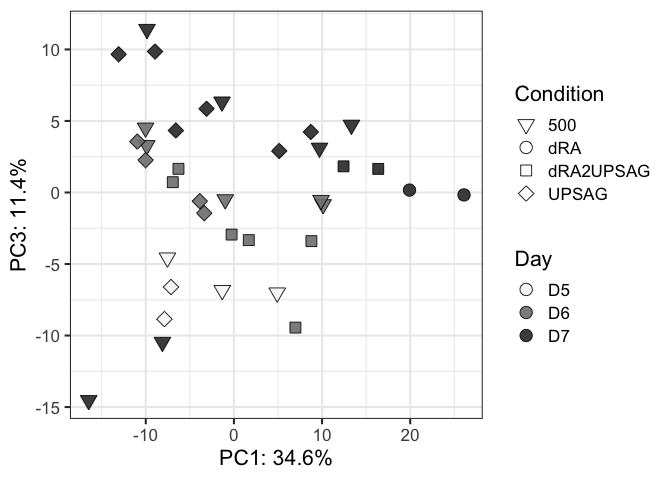 10
5
0
-5
-10
-15
-10
0
10
20
PC1: 34.6%
PC3: 11.4%
Condition
500
dRA
dRA2UPSAG
UPSAG
Day
D5
D6
D7